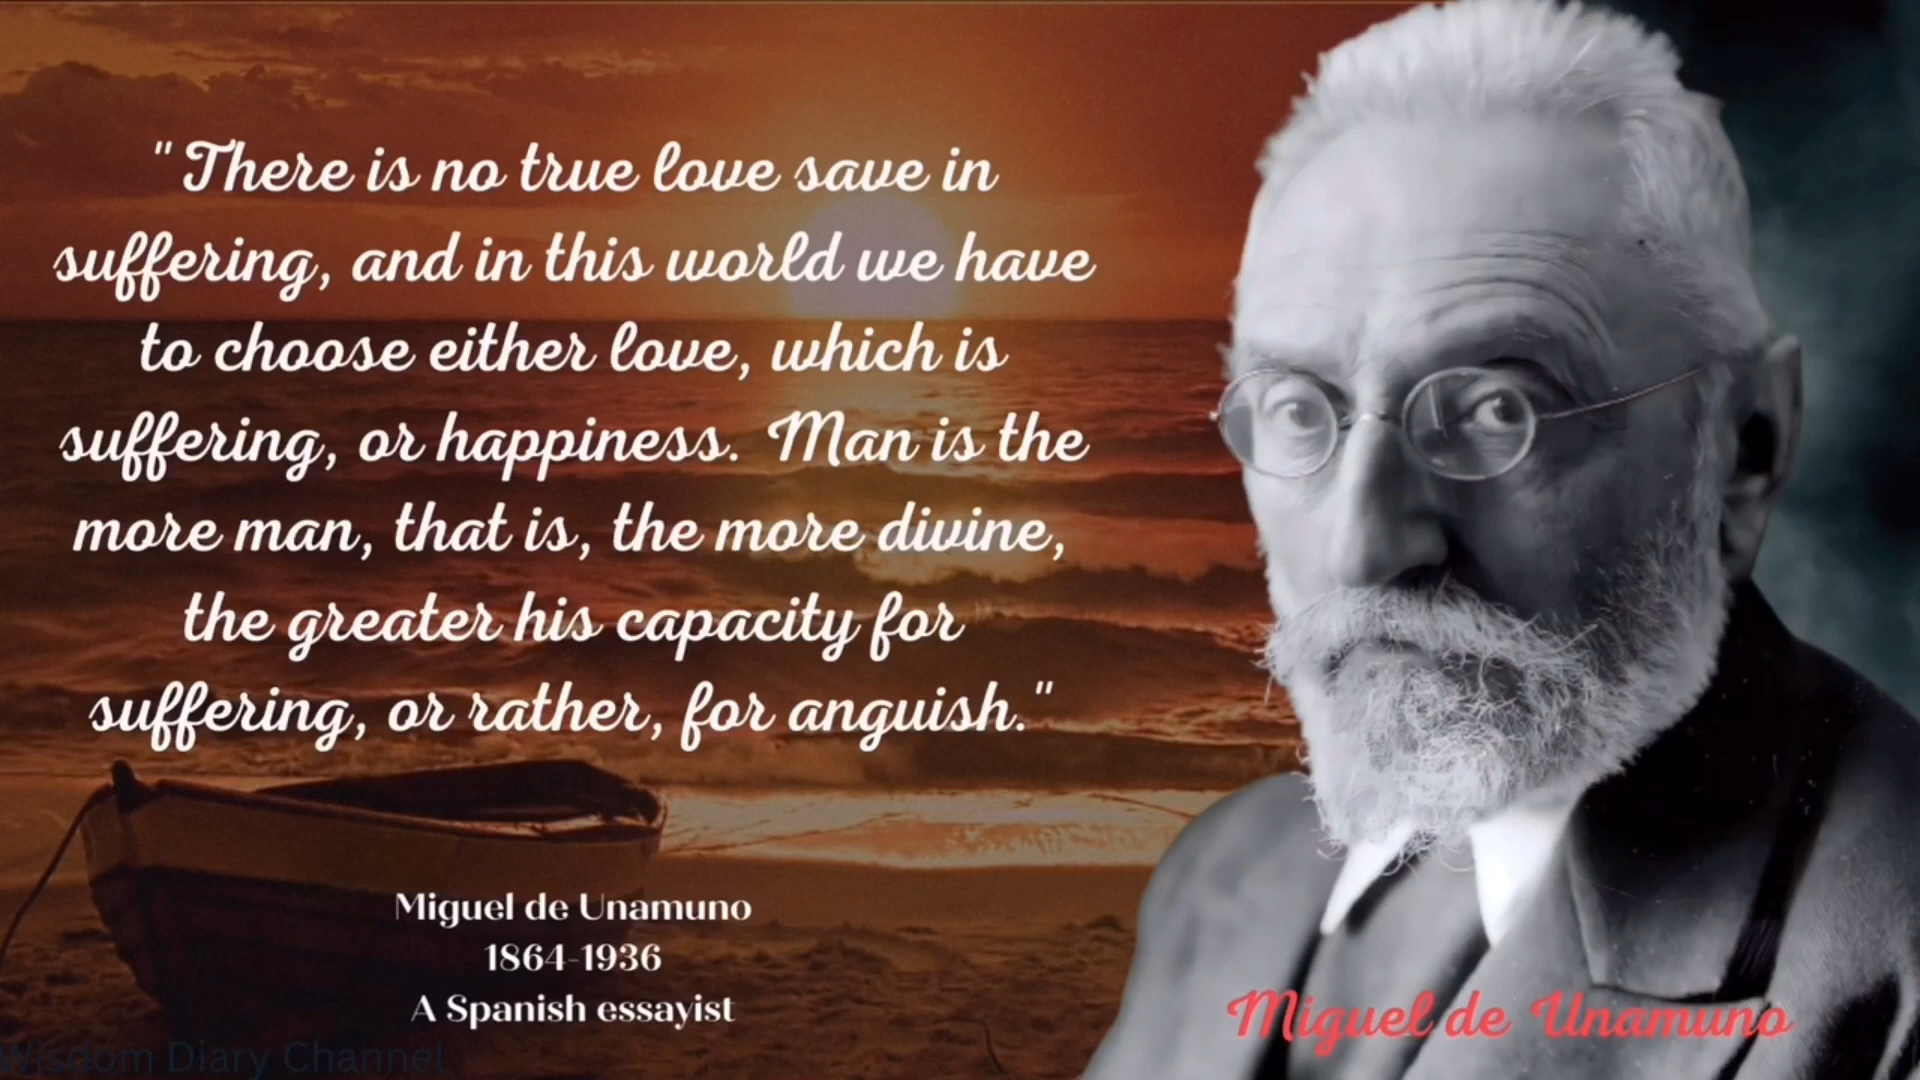 "There is no true love save in
suffering, and in this world we have
to choose either love, which is
suffering, or happiness. Man is the
more man, that is, the more divine,
the greater his capacity for
suffering, or rather, for anguish."
Miguel de Unamuno
1864-1936
A Spanish essayist
Miguel de Unamuno
Wisdom Diary Channel